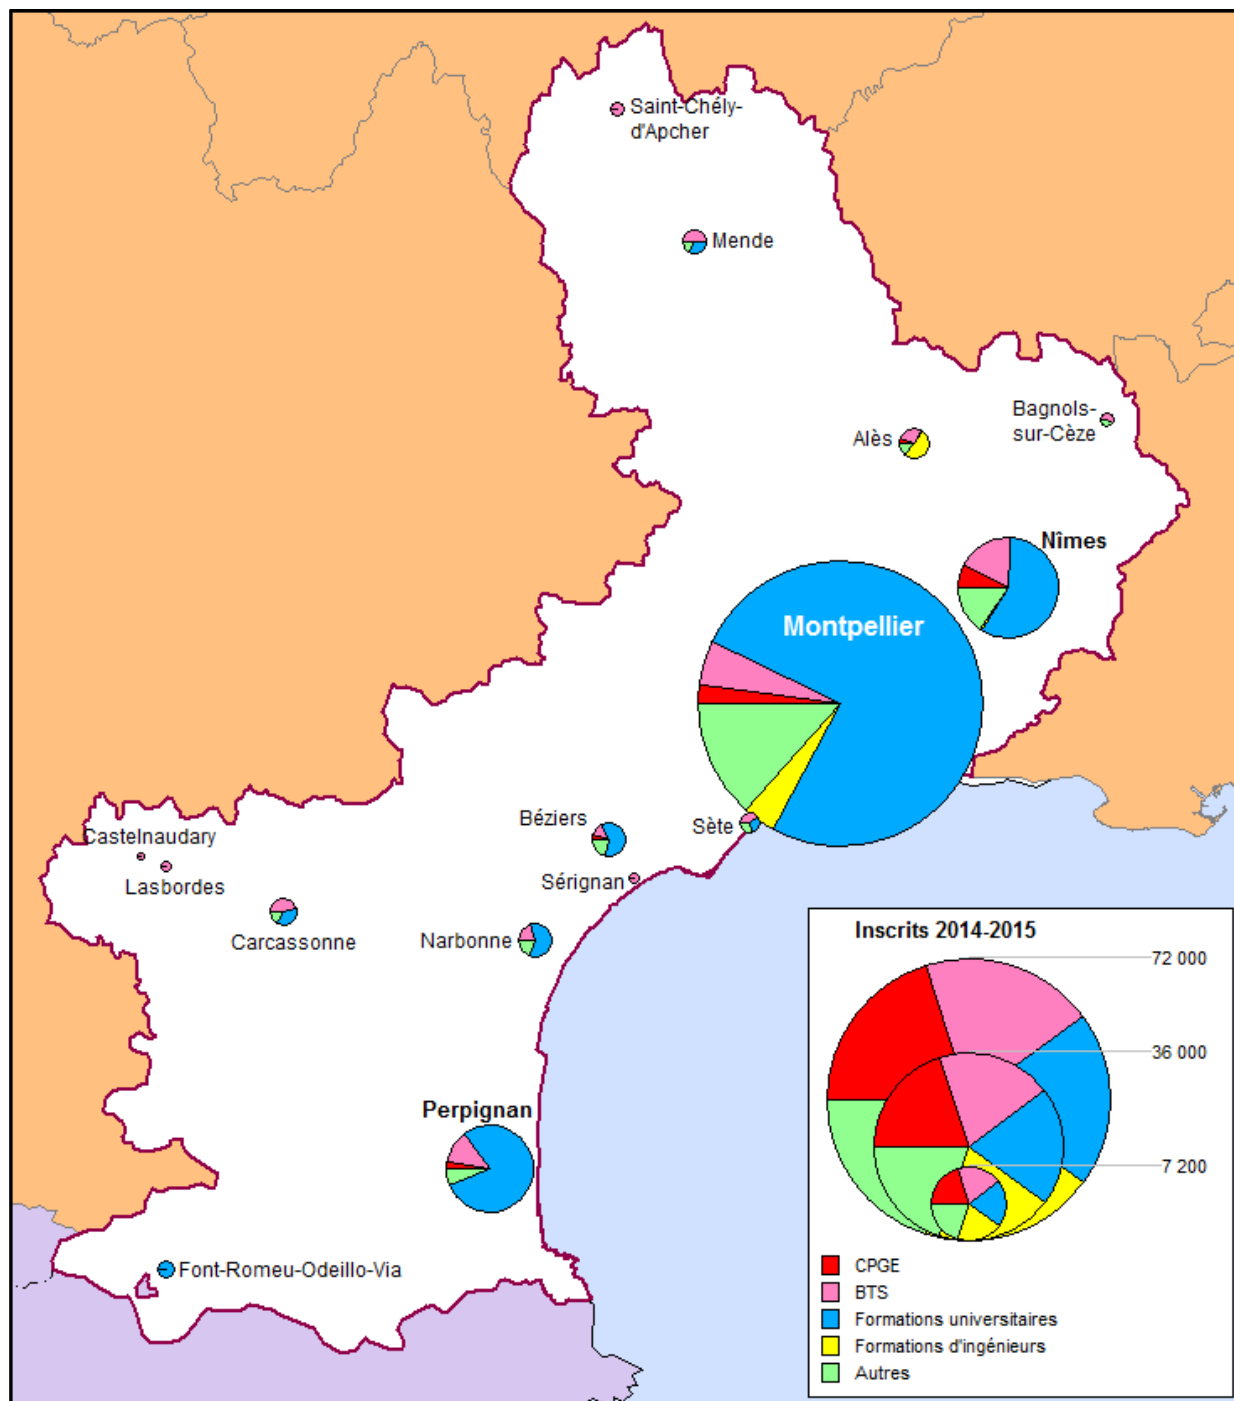 Saint-Chély-
d'Apcher
Mende
Bagnols-
sur-Cèze
Alès
Nîmes
Montpellier
Béziers
Sète
Castelnaudary
Lasbordes
Sérignan
Carcassonne
Narbonne
Perpignan
Font-Romeu-Odeillo-Via
Inscrits 2014-2015
72 000
36 000
7 200
CPGE
BTS
Formations universitaires
Formations d'ingénieurs
Autres